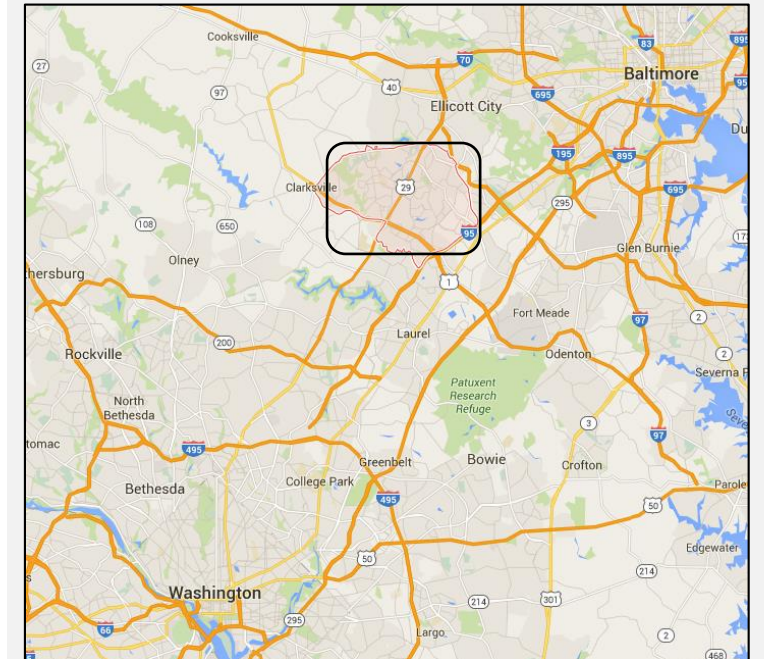 Cooksville
83
895
70
27
Baltimore
95
97
40
695
Ellicott City
Du
195
895
Clarksville
29
695
295
108
650
95
17
Glen Burnie
Olney
hersburg
1
Fort Meade
97
2
Laurel
200
Rockville
Odenton
2
Severna P
Patuxent
Research
Refuge
North
Bethesda
Seve
3
tomac
97
495
Greenbelt
Bowie
Crofton
College Park
Bethesda
Parole
495
50
Edgewater
50
214
Washington
214
301
295
66
Largo
2
468